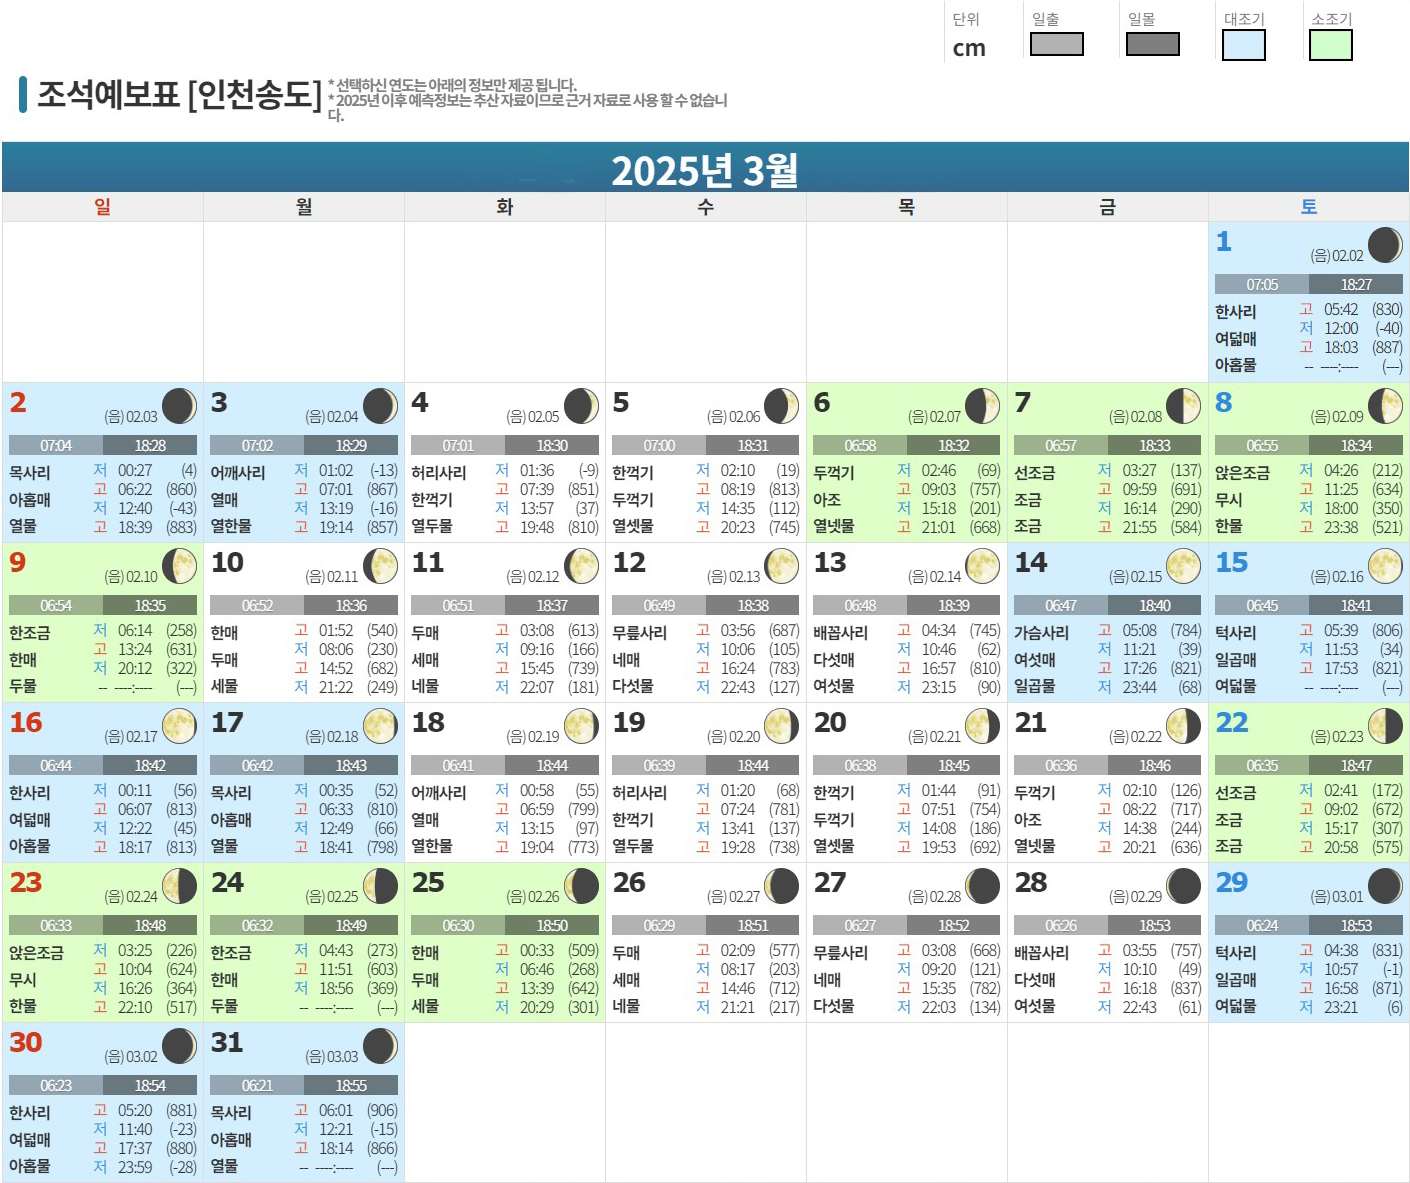 단위 일출 일몰 대조기 소조기
cm
조석예보표 [인천송도]
* 선택하신 연도는 아래의 정보만 제공 됩니다.
* 2025년 이후 예측정보는 추산 자료이므로 근거 자료로 사용 할 수 없습니
다.
2025년 3월
일 월 화 수 목 금 토
1 (음) 02.02
07:05 18:27
한사리 고 05:42 (830)
저 12:00 (-40)
여덟매 고 18:03 (887)
아홉물 -- ----:---- (---)
2 (음) 02.03
07:04 18:28
목사리 저 00:27 (4)
고 06:22 (860)
아홉매 저 12:40 (-43)
열물 고 18:39 (883)
3 (음) 02.04
07:02 18:29
어깨사리 저 01:02 (-13)
고 07:01 (867)
열매 저 13:19 (-16)
열한물 고 19:14 (857)
4 (음) 02.05
07:01 18:30
허리사리 저 01:36 (-9)
고 07:39 (851)
한꺽기 저 13:57 (37)
열두물 고 19:48 (810)
5 (음) 02.06
07:00 18:31
한꺽기 저 02:10 (19)
고 08:19 (813)
두꺽기 저 14:35 (112)
열셋물 고 20:23 (745)
6 (음) 02.07
06:58 18:32
두꺽기 저 02:46 (69)
고 09:03 (757)
아조 저 15:18 (201)
열넷물 고 21:01 (668)
7 (음) 02.08
06:57 18:33
선조금 저 03:27 (137)
고 09:59 (691)
조금 저 16:14 (290)
조금 고 21:55 (584)
8 (음) 02.09
06:55 18:34
앉은조금 저 04:26 (212)
고 11:25 (634)
무시 저 18:00 (350)
한물 고 23:38 (521)
9 (음) 02.10
06:54 18:35
한조금 저 06:14 (258)
고 13:24 (631)
한매 저 20:12 (322)
두물 -- ----:---- (---)
10 (음) 02.11
06:52 18:36
한매 고 01:52 (540)
저 08:06 (230)
두매 고 14:52 (682)
세물 저 21:22 (249)
11 (음) 02.12
06:51 18:37
두매 고 03:08 (613)
저 09:16 (166)
세매 고 15:45 (739)
네물 저 22:07 (181)
12 (음) 02.13
06:49 18:38
무릎사리 고 03:56 (687)
저 10:06 (105)
네매 고 16:24 (783)
다섯물 저 22:43 (127)
13 (음) 02.14
06:48 18:39
배꼽사리 고 04:34 (745)
저 10:46 (62)
다섯매 고 16:57 (810)
여섯물 저 23:15 (90)
14 (음) 02.15
06:47 18:40
가슴사리 고 05:08 (784)
저 11:21 (39)
여섯매 고 17:26 (821)
일곱물 저 23:44 (68)
15 (음) 02.16
06:45 18:41
턱사리 고 05:39 (806)
저 11:53 (34)
일곱매 고 17:53 (821)
여덟물 -- ----:---- (---)
16 (음) 02.17
06:44 18:42
한사리 저 00:11 (56)
고 06:07 (813)
여덟매 저 12:22 (45)
아홉물 고 18:17 (813)
17 (음) 02.18
06:42 18:43
목사리 저 00:35 (52)
고 06:33 (810)
아홉매 저 12:49 (66)
열물 고 18:41 (798)
18 (음) 02.19
06:41 18:44
어깨사리 저 00:58 (55)
고 06:59 (799)
열매 저 13:15 (97)
열한물 고 19:04 (773)
19 (음) 02.20
06:39 18:44
허리사리 저 01:20 (68)
고 07:24 (781)
한꺽기 저 13:41 (137)
열두물 고 19:28 (738)
20 (음) 02.21
06:38 18:45
한꺽기 저 01:44 (91)
고 07:51 (754)
두꺽기 저 14:08 (186)
열셋물 고 19:53 (692)
21 (음) 02.22
06:36 18:46
두꺽기 저 02:10 (126)
고 08:22 (717)
아조 저 14:38 (244)
열넷물 고 20:21 (636)
22 (음) 02.23
06:35 18:47
선조금 저 02:41 (172)
고 09:02 (672)
조금 저 15:17 (307)
조금 고 20:58 (575)
23 (음) 02.24
06:33 18:48
앉은조금 저 03:25 (226)
고 10:04 (624)
무시 저 16:26 (364)
한물 고 22:10 (517)
24 (음) 02.25
06:32 18:49
한조금 저 04:43 (273)
고 11:51 (603)
한매 저 18:56 (369)
두물 -- ----:---- (---)
25 (음) 02.26
06:30 18:50
한매 고 00:33 (509)
저 06:46 (268)
두매 고 13:39 (642)
세물 저 20:29 (301)
26 (음) 02.27
06:29 18:51
두매 고 02:09 (577)
저 08:17 (203)
세매 고 14:46 (712)
네물 저 21:21 (217)
27 (음) 02.28
06:27 18:52
무릎사리 고 03:08 (668)
저 09:20 (121)
네매 고 15:35 (782)
다섯물 저 22:03 (134)
28 (음) 02.29
06:26 18:53
배꼽사리 고 03:55 (757)
저 10:10 (49)
다섯매 고 16:18 (837)
여섯물 저 22:43 (61)
29 (음) 03.01
06:24 18:53
턱사리 고 04:38 (831)
저 10:57 (-1)
일곱매 고 16:58 (871)
여덟물 저 23:21 (6)
30 (음) 03.02
06:23 18:54
한사리 고 05:20 (881)
저 11:40 (-23)
여덟매 고 17:37 (880)
아홉물 저 23:59 (-28)
31 (음) 03.03
06:21 18:55
목사리 고 06:01 (906)
저 12:21 (-15)
아홉매 고 18:14 (866)
열물 -- ----:---- (---)